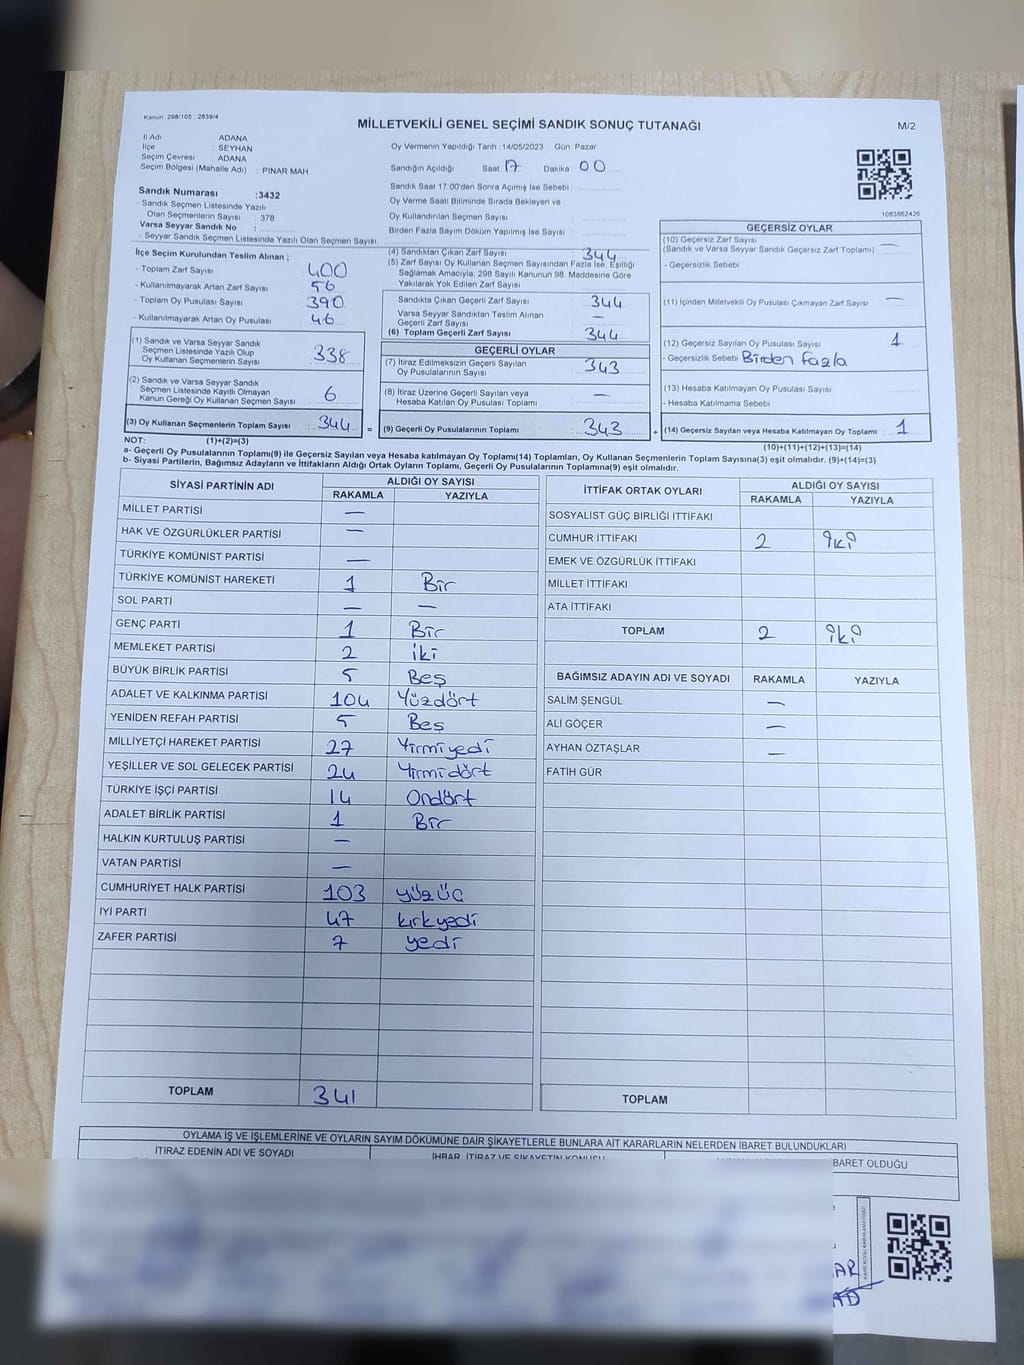 Kanun: 298/105 ; 2839/4
MİLLETVEKİLİ GENEL SEÇİMİ SANDIK SONUÇ TUTANAĞI
M/2
İl Adı : ADANA
İlçe : SEYHAN
Seçim Çevresi : ADANA
Seçim Bölgesi (Mahalle Adı) : PINAR MAH.
Sandık Numarası :3432
- Sandık Seçmen Listesinde Yazılı
Olan Seçmenlerin Sayısı : 378
Varsa Seyyar Sandık No :
- Seyyar Sandık Seçmen Listesinde Yazılı Olan Seçmen Sayısı
Oy Vermenin Yapıldığı Tarih :14/05/2023 Gün: Pazar
Sandığın Açıldığı Saat 17 Dakika : 00
Sandık Saat 17:00'den Sonra Açılmış İse Sebebi :
Oy Verme Saati Bitiminde Sırada Bekleyen ve
Oy Kullandırılan Seçmen Sayısı
Birden Fazla Sayım Döküm Yapılmış İse Sayısı :
1083662426
İlçe Seçim Kurulundan Teslim Alınan ;
- Toplam Zarf Sayısı : 400
- Kullanılmayarak Artan Zarf Sayısı : 56
- Toplam Oy Pusulası Sayısı : 390
- Kullanılmayarak Artan Oy Pusulası : 46
(1) Sandık ve Varsa Seyyar Sandık
Seçmen Listesinde Yazılı Olup
Oy Kullanan Seçmenlerin Sayısı : 338
(2) Sandık ve Varsa Seyyar Sandık
Seçmen Listesinde Kayıtlı Olmayan
Kanun Gereği Oy Kullanan Seçmen Sayısı : 6
(3) Oy Kullanan Seçmenlerin Toplam Sayısı : 344 =
(4) Sandıktan Çıkan Zarf Sayısı : 344
(5) Zarf Sayısı Oy Kullanan Seçmen Sayısından Fazla İse, Eşitliği
Sağlamak Amacıyla; 298 Sayılı Kanunun 98. Maddesine Göre
Yakılarak Yok Edilen Zarf Sayısı :
Sandıkta Çıkan Geçerli Zarf Sayısı : 344
Varsa Seyyar Sandıktan Teslim Alınan
Geçerli Zarf Sayısı : —
(6) Toplam Geçerli Zarf Sayısı : 344
GEÇERLİ OYLAR
(7) İtiraz Edilmeksizin Geçerli Sayılan
Oy Pusulalarının Sayısı : 343
(8) İtiraz Üzerine Geçerli Sayılan veya
Hesaba Katılan Oy Pusulası Toplamı : —
(9) Geçerli Oy Pusulalarının Toplamı : 343 +
GEÇERSİZ OYLAR
(10) Geçersiz Zarf Sayısı
(Sandık ve Varsa Seyyar Sandık Geçersiz Zarf Toplamı) : —
- Geçersizlik Sebebi :
(11) İçinden Milletvekili Oy Pusulası Çıkmayan Zarf Sayısı : —
(12) Geçersiz Sayılan Oy Pusulası Sayısı : 1
- Geçersizlik Sebebi : Birden fazla
(13) Hesaba Katılmayan Oy Pusulası Sayısı :
- Hesaba Katılmama Sebebi :
(14) Geçersiz Sayılan veya Hesaba Katılmayan Oy Toplamı : 1
NOT: (1)+(2)=(3)
(10)+(11)+(12)+(13)=(14)
a- Geçerli Oy Pusulalarının Toplamı(9) ile Geçersiz Sayılan veya Hesaba katılmayan Oy Toplamı(14) Toplamları, Oy Kullanan Seçmenlerin Toplam Sayısına(3) eşit olmalıdır. (9)+(14)=(3)
b- Siyasi Partilerin, Bağımsız Adayların ve İttifakların Aldığı Ortak Oyların Toplamı, Geçerli Oy Pusulalarının Toplamına(9) eşit olmalıdır.
SİYASİ PARTİNİN ADI ALDIĞI OY SAYISI
RAKAMLA YAZIYLA
MİLLET PARTİSİ —
HAK VE ÖZGÜRLÜKLER PARTİSİ —
TÜRKİYE KOMÜNİST PARTİSİ —
TÜRKİYE KOMÜNİST HAREKETİ 1 Bir
SOL PARTİ — —
GENÇ PARTİ 1 Bir
MEMLEKET PARTİSİ 2 iki
BÜYÜK BİRLİK PARTİSİ 5 Beş
ADALET VE KALKINMA PARTİSİ 104 Yüzdört
YENİDEN REFAH PARTİSİ 5 Beş
MİLLİYETÇİ HAREKET PARTİSİ 27 Yirmiyedi
YEŞİLLER VE SOL GELECEK PARTİSİ 24 Yirmidört
TÜRKİYE İŞÇİ PARTİSİ 14 Ondört
ADALET BİRLİK PARTİSİ 1 Bir
HALKIN KURTULUŞ PARTİSİ —
VATAN PARTİSİ —
CUMHURİYET HALK PARTİSİ 103 yüzüç
İYİ PARTİ 47 kırkyedi
ZAFER PARTİSİ 7 yedi
TOPLAM 341
İTTİFAK ORTAK OYLARI ALDIĞI OY SAYISI
RAKAMLA YAZIYLA
SOSYALİST GÜÇ BİRLİĞİ İTTİFAKI
CUMHUR İTTİFAKI 2 iki
EMEK VE ÖZGÜRLÜK İTTİFAKI
MİLLET İTTİFAKI
ATA İTTİFAKI
TOPLAM 2 iki
BAĞIMSIZ ADAYIN ADI VE SOYADI RAKAMLA YAZIYLA
SALİM ŞENGÜL —
ALİ GÖÇER —
AYHAN ÖZTAŞLAR —
FATİH GÜR
TOPLAM
OYLAMA İŞ VE İŞLEMLERİNE VE OYLARIN SAYIM DÖKÜMÜNE DAİR ŞİKAYETLERLE BUNLARA AİT KARARLARIN NELERDEN İBARET BULUNDUKLARI
İTİRAZ EDENİN ADI VE SOYADI
İHBAR, İTİRAZ VE ŞİKAYETİN KONUSU
BARET OLDUĞU
AR